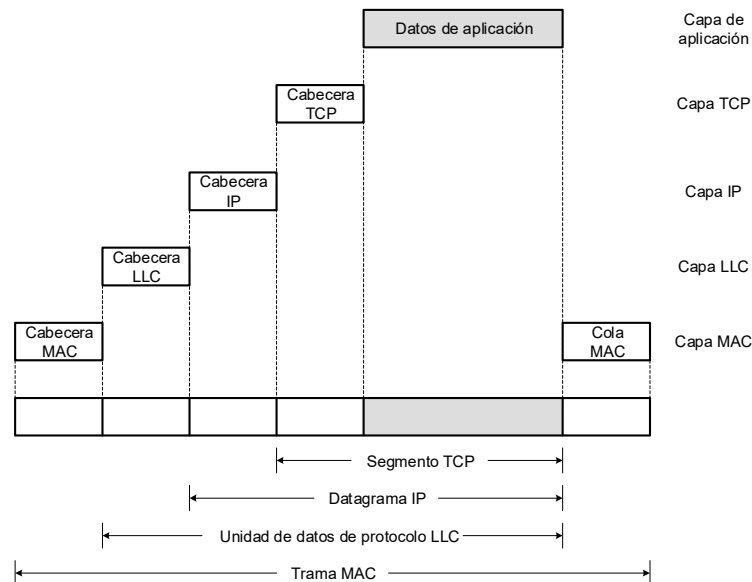 Datos de aplicación
Capa de
aplicación
Cabecera
TCP
Capa TCP
Cabecera
IP
Capa IP
Cabecera
LLC
Capa LLC
Cabecera
MAC
Cola
MAC
Capa MAC
Segmento TCP
Datagrama IP
Unidad de datos de protocolo LLC
Trama MAC